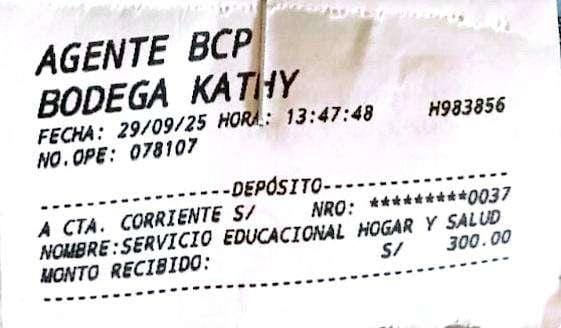 AGENTE BCP
BODEGA KATHY
FECHA: 29/09/25 HORA: 13:47:48 H983856
NO.OPE: 078107
-----------------DEPÓSITO-----------------
A CTA. CORRIENTE S/ NRO: *********0037
NOMBRE:SERVICIO EDUCACIONAL HOGAR Y SALUD
MONTO RECIBIDO: S/ 300.00
------------------------------------------